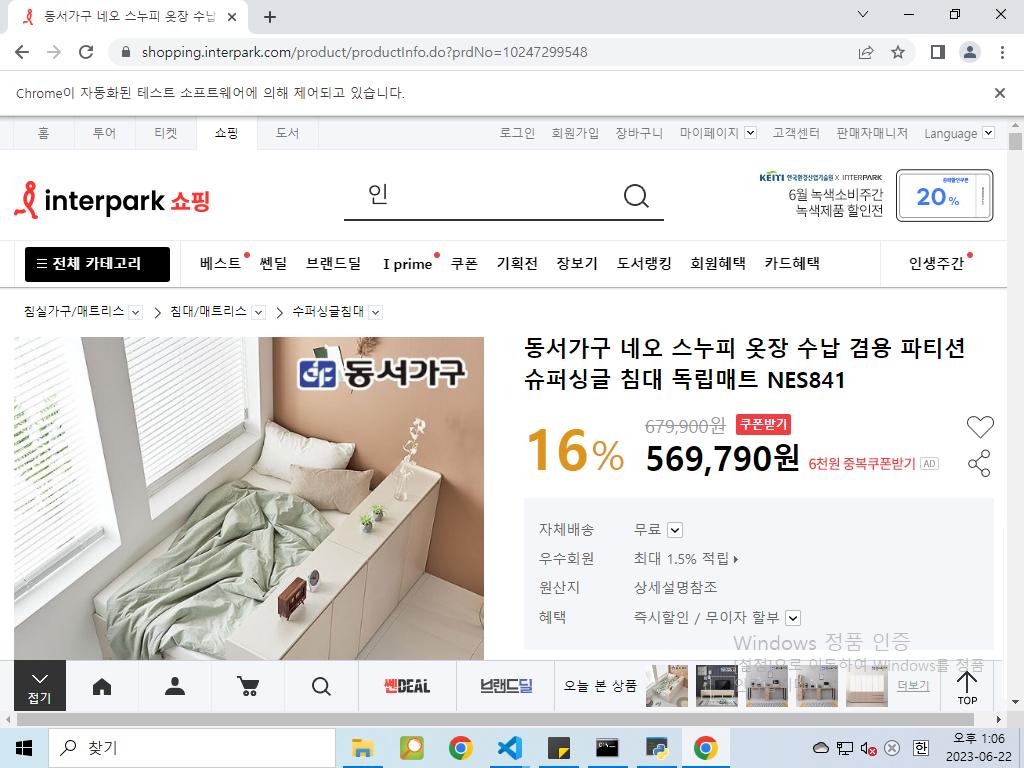 동서가구 네오 스누피 옷장 수납
shopping.interpark.com/product/productInfo.do?prdNo=10247299548
Chrome이 자동화된 테스트 소프트웨어에 의해 제어되고 있습니다.
홈 투어 티켓 쇼핑 도서 로그인 회원가입 장바구니 마이페이지 고객센터 판매자매니저 Language
interpark 쇼핑
인
KEITI 한국환경산업기술원 X INTERPARK
6월 녹색소비주간
녹색제품 할인전
20%
전체 카테고리 베스트 쎈딜 브랜드딜 I prime 쿠폰 기획전 장보기 도서랭킹 회원혜택 카드혜택 인생주간
침실가구/매트리스 침대/매트리스 수퍼싱글침대
동서가구
동서가구 네오 스누피 옷장 수납 겸용 파티션
슈퍼싱글 침대 독립매트 NES841
16%
679,900원 쿠폰받기
569,790원 6천원 중복쿠폰받기 AD
자체배송 무료
우수회원 최대 1.5% 적립
원산지 상세설명참조
혜택 즉시할인 / 무이자 할부
Windows 정품 인증
[설정]으로 이동하여 Windows를 정품
접기
쎈DEAL
브랜드딜
오늘 본 상품
더보기
TOP
찾기
한
오후 1:06
2023-06-22